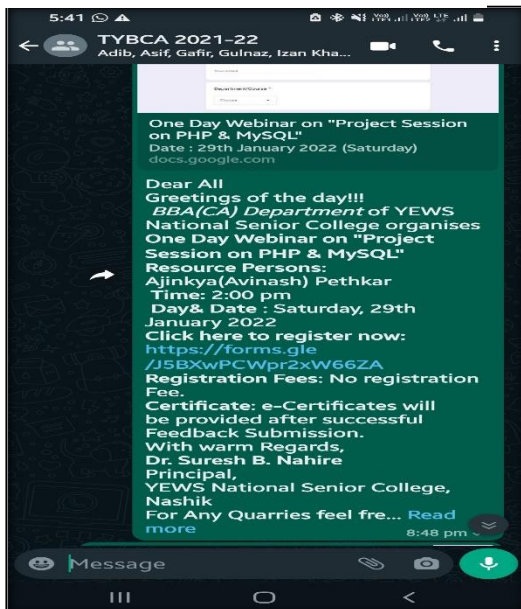 5:41
TYBCA 2021-22
Adib, Asif, Gafir, Gulnaz, Izan Kha...
Department/Course *
Choose
One Day Webinar on "Project Session
on PHP & MySQL"
Date : 29th January 2022 (Saturday)
docs.google.com
Dear All
Greetings of the day!!!
BBA(CA) Department of YEWS
National Senior College organises
One Day Webinar on "Project
Session on PHP & MySQL"
Resource Persons:
Ajinkya(Avinash) Pethkar
Time: 2:00 pm
Day& Date : Saturday, 29th
January 2022
Click here to register now:
https://forms.gle
/J5BXwPCWpr2xW66ZA
Registration Fees: No registration
Fee.
Certificate: e-Certificates will
be provided after successful
Feedback Submission.
With warm Regards,
Dr. Suresh B. Nahire
Principal,
YEWS National Senior College,
Nashik
For Any Quarries feel fre... Read
more
8:48 pm
Message